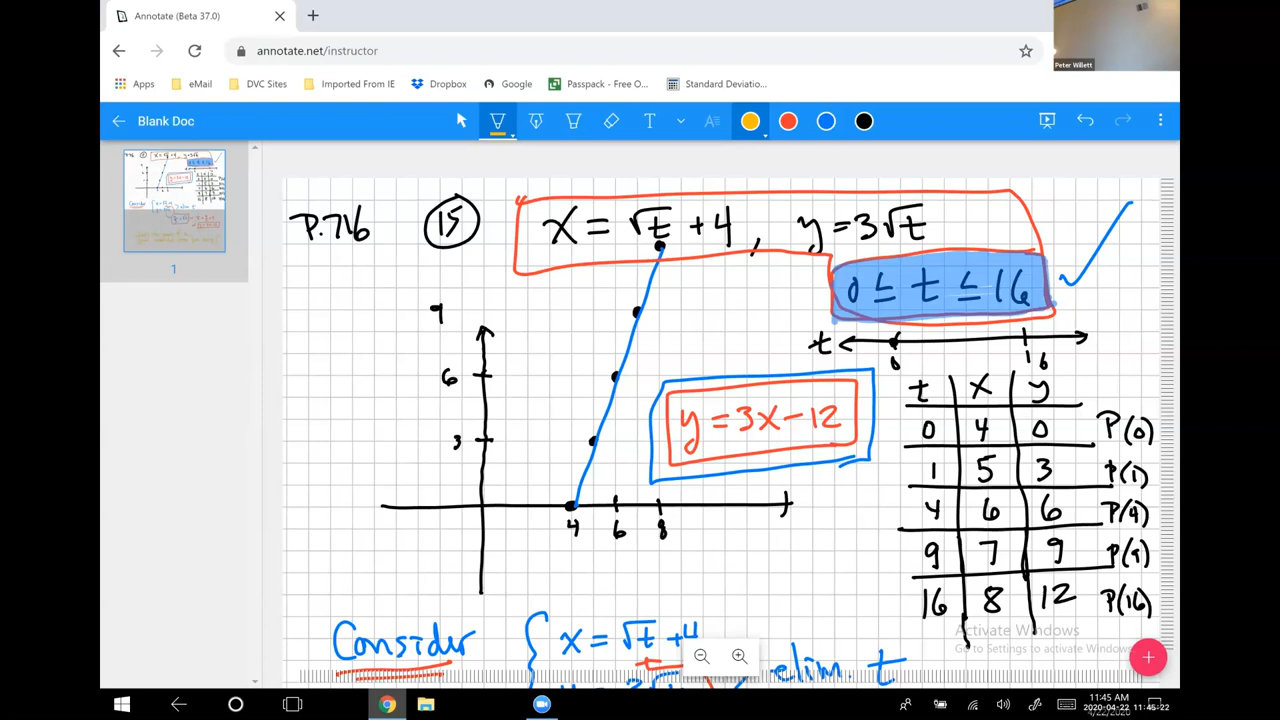 Annotate (Beta 37.0)
annotate.net/instructor
Peter Willett
Apps eMail DVC Sites Imported From IE Dropbox Google Passpack - Free O... Standard Deviatio...
Blank Doc
1
P.716 15 x = √t + 4, y = 3√t
0 ≤ t ≤ 16
t 0 16
9
6
3
4 6 8
y = 3x - 12
t x y
0 4 0 P(0)
1 5 3 P(1)
4 6 6 P(4)
9 7 9 P(9)
16 8 12 P(16)
Consider x = √t + 4
elim. t
Activate Windows
Go to Settings to activate Windows.
11:45 AM
2020-04-22 11:45:22